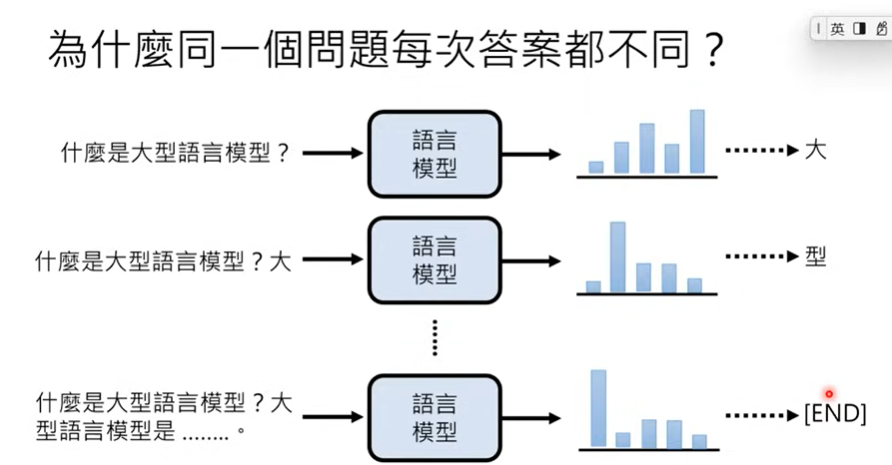 為什麼同一個問題每次答案都不同？
英
什麼是大型語言模型？
語言
模型
大
什麼是大型語言模型？大
語言
模型
型
什麼是大型語言模型？大
型語言模型是 ........ 。
語言
模型
[END]